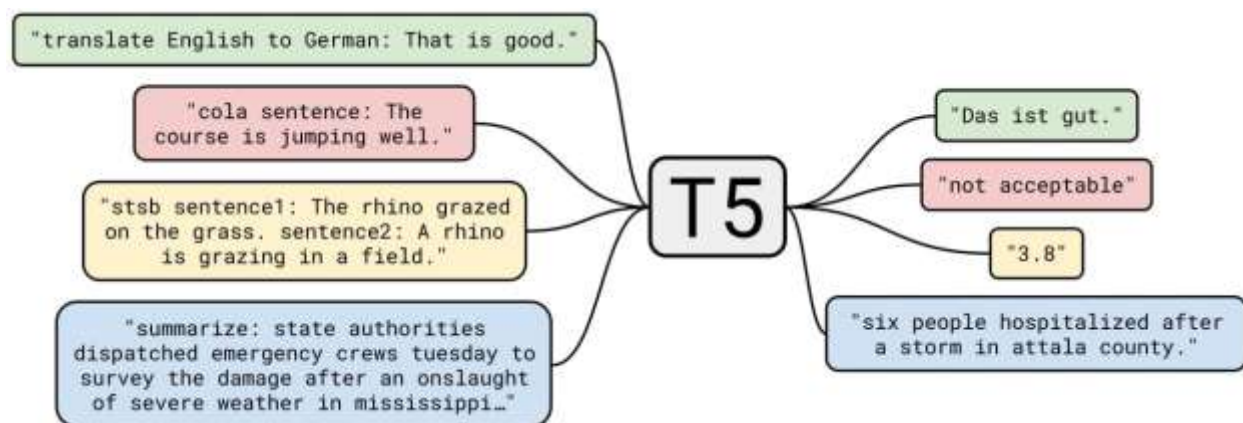 "translate English to German: That is good."
"cola sentence: The
course is jumping well."
"stsb sentence1: The rhino grazed
on the grass. sentence2: A rhino
is grazing in a field."
"summarize: state authorities
dispatched emergency crews tuesday to
survey the damage after an onslaught
of severe weather in mississippi…"
T5
"Das ist gut."
"not acceptable"
"3.8"
"six people hospitalized after
a storm in attala county."